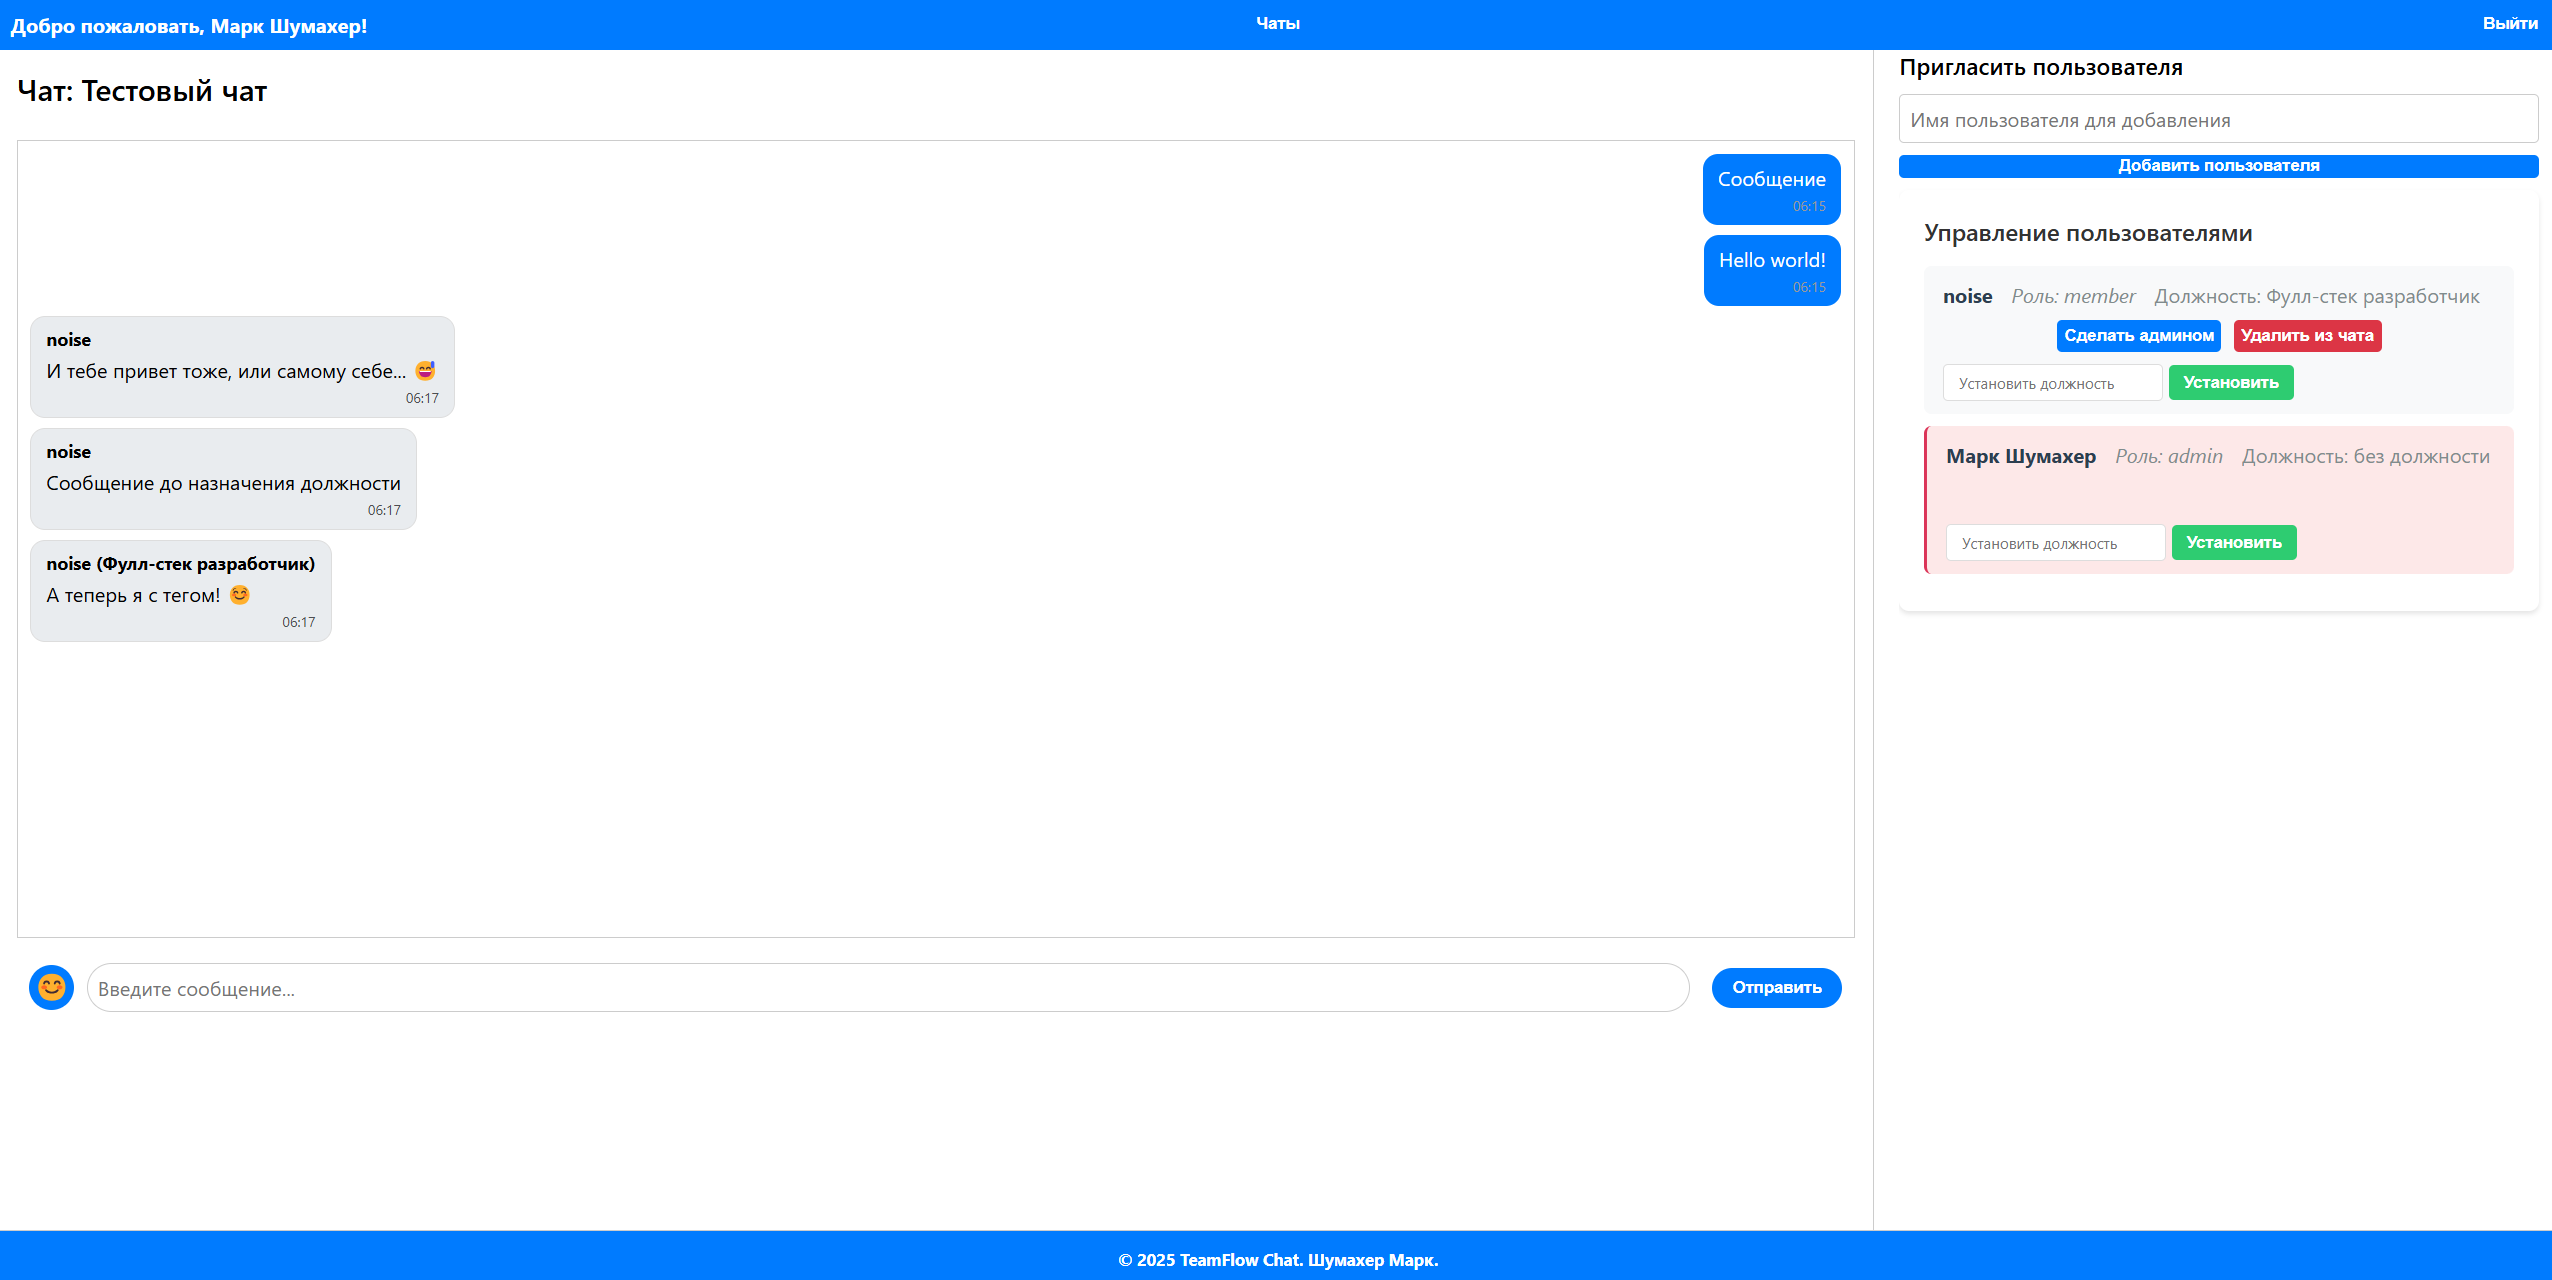 Добро пожаловать, Марк Шумахер!
Чаты
Выйти
Чат: Тестовый чат
Сообщение
06:15
Hello world!
06:15
noise
И тебе привет тоже, или самому себе... 😅
06:17
noise
Сообщение до назначения должности
06:17
noise (Фулл-стек разработчик)
А теперь я с тегом! 😊
06:17
😊
Введите сообщение...
Отправить
Пригласить пользователя
Имя пользователя для добавления
Добавить пользователя
Управление пользователями
noise Роль: member Должность: Фулл-стек разработчик
Сделать админом Удалить из чата
Установить должность Установить
Марк Шумахер Роль: admin Должность: без должности
Установить должность Установить
© 2025 TeamFlow Chat. Шумахер Марк.